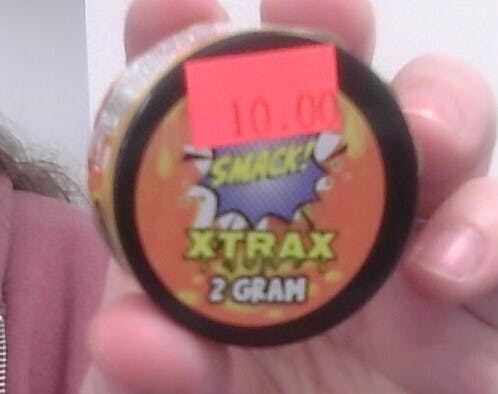 10.00
SMACK!
XTRAX
2 GRAM